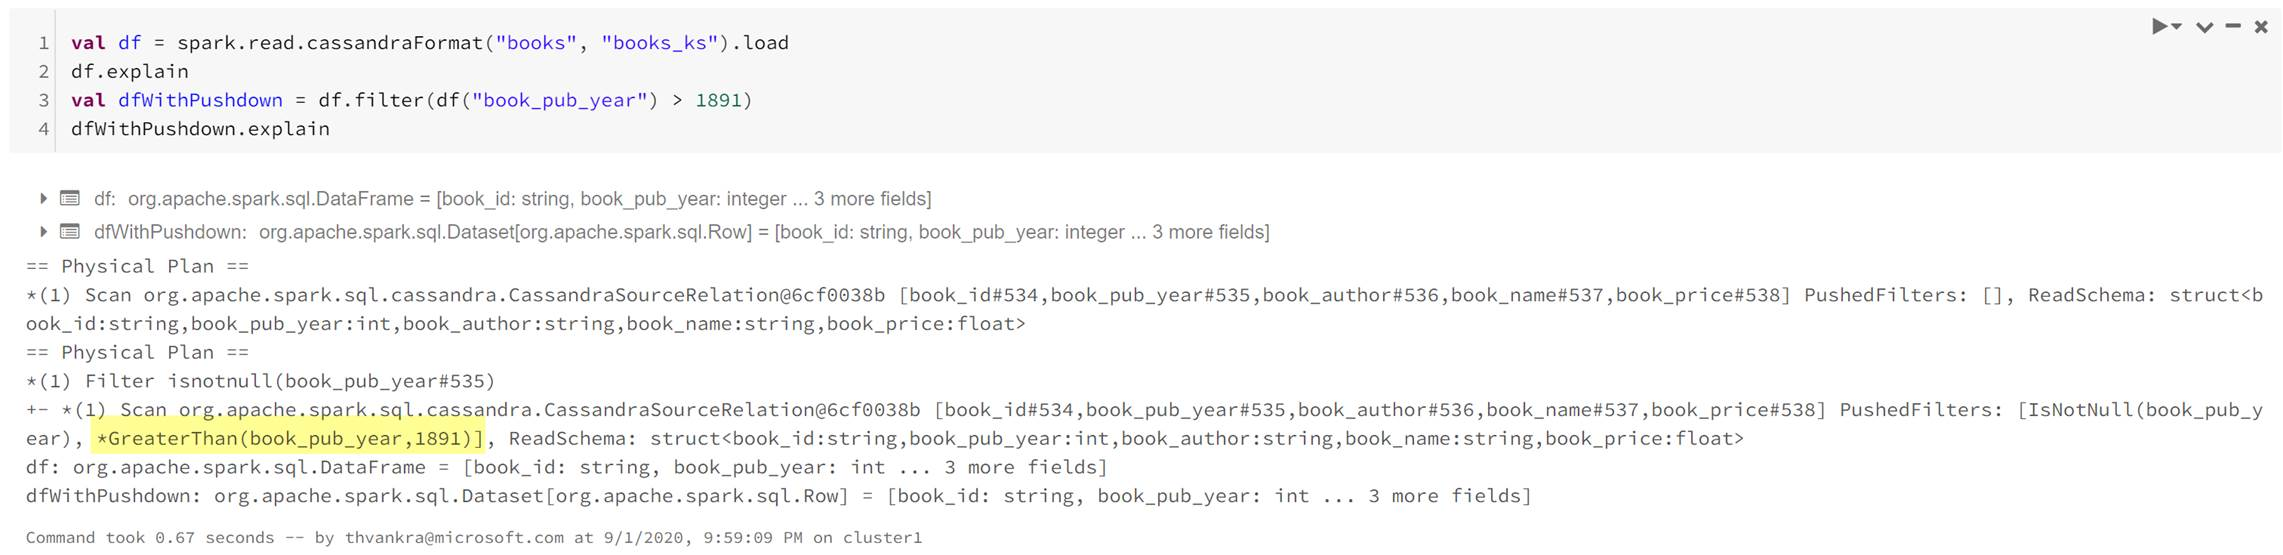 1 val df = spark.read.cassandraFormat("books", "books_ks").load
2 df.explain
3 val dfWithPushdown = df.filter(df("book_pub_year") > 1891)
4 dfWithPushdown.explain
df: org.apache.spark.sql.DataFrame = [book_id: string, book_pub_year: integer ... 3 more fields]
dfWithPushdown: org.apache.spark.sql.Dataset[org.apache.spark.sql.Row] = [book_id: string, book_pub_year: integer ... 3 more fields]
== Physical Plan ==
*(1) Scan org.apache.spark.sql.cassandra.CassandraSourceRelation@6cf0038b [book_id#534,book_pub_year#535,book_author#536,book_name#537,book_price#538] PushedFilters: [], ReadSchema: struct<b
ook_id:string,book_pub_year:int,book_author:string,book_name:string,book_price:float>
== Physical Plan ==
*(1) Filter isnotnull(book_pub_year#535)
+- *(1) Scan org.apache.spark.sql.cassandra.CassandraSourceRelation@6cf0038b [book_id#534,book_pub_year#535,book_author#536,book_name#537,book_price#538] PushedFilters: [IsNotNull(book_pub_y
ear), *GreaterThan(book_pub_year,1891)], ReadSchema: struct<book_id:string,book_pub_year:int,book_author:string,book_name:string,book_price:float>
df: org.apache.spark.sql.DataFrame = [book_id: string, book_pub_year: int ... 3 more fields]
dfWithPushdown: org.apache.spark.sql.Dataset[org.apache.spark.sql.Row] = [book_id: string, book_pub_year: int ... 3 more fields]
Command took 0.67 seconds -- by thvankra@microsoft.com at 9/1/2020, 9:59:09 PM on cluster1